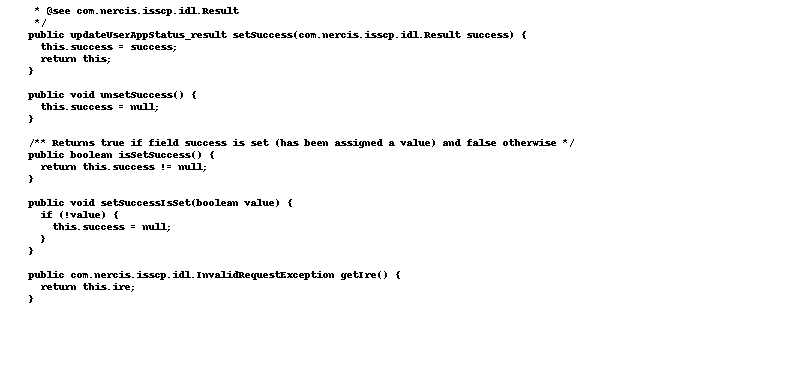 * @see com.nercis.isscp.idl.Result
*/
public updateUserAppStatus_result setSuccess(com.nercis.isscp.idl.Result success) {
this.success = success;
return this;
}
public void unsetSuccess() {
this.success = null;
}
/** Returns true if field success is set (has been assigned a value) and false otherwise */
public boolean isSetSuccess() {
return this.success != null;
}
public void setSuccessIsSet(boolean value) {
if (!value) {
this.success = null;
}
}
public com.nercis.isscp.idl.InvalidRequestException getIre() {
return this.ire;
}